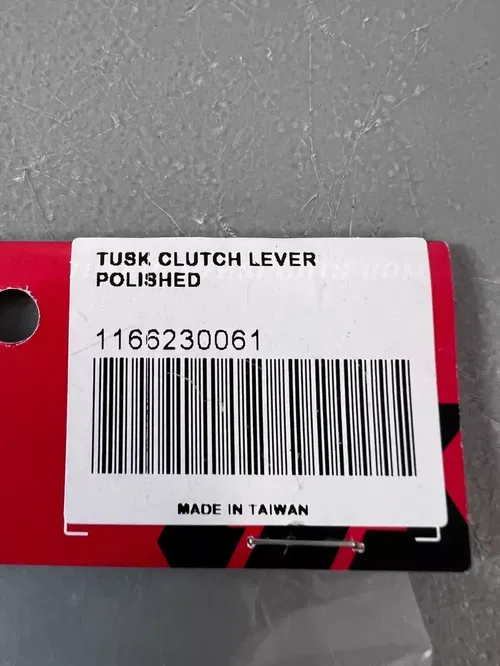 TUSK CLUTCH LEVER
POLISHED
1166230061
MADE IN TAIWAN